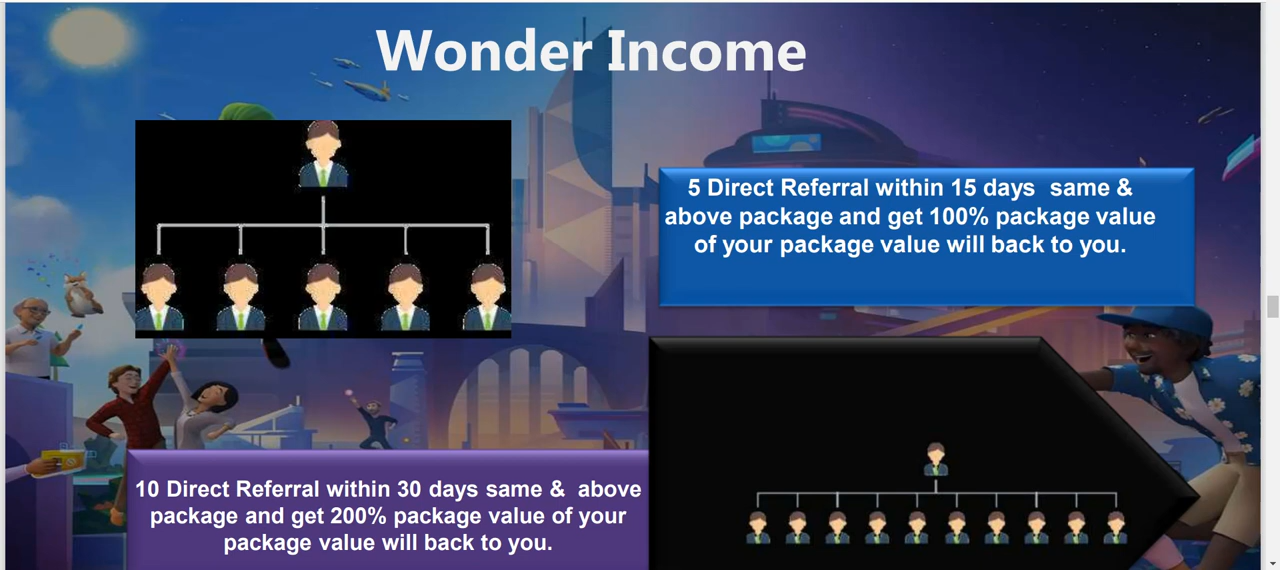 Wonder Income
5 Direct Referral within 15 days same &
above package and get 100% package value
of your package value will back to you.
10 Direct Referral within 30 days same & above
package and get 200% package value of your
package value will back to you.